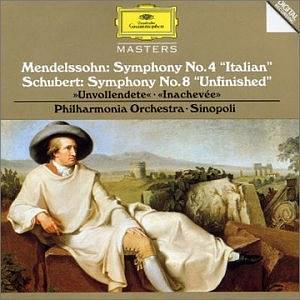 Deutsche
Grammophon
DIGITAL
RECORDING
MASTERS
Mendelssohn: Symphony No. 4 "Italian"
Schubert: Symphony No. 8 "Unfinished"
»Unvollendete« · »Inachevée«
Philharmonia Orchestra · Sinopoli